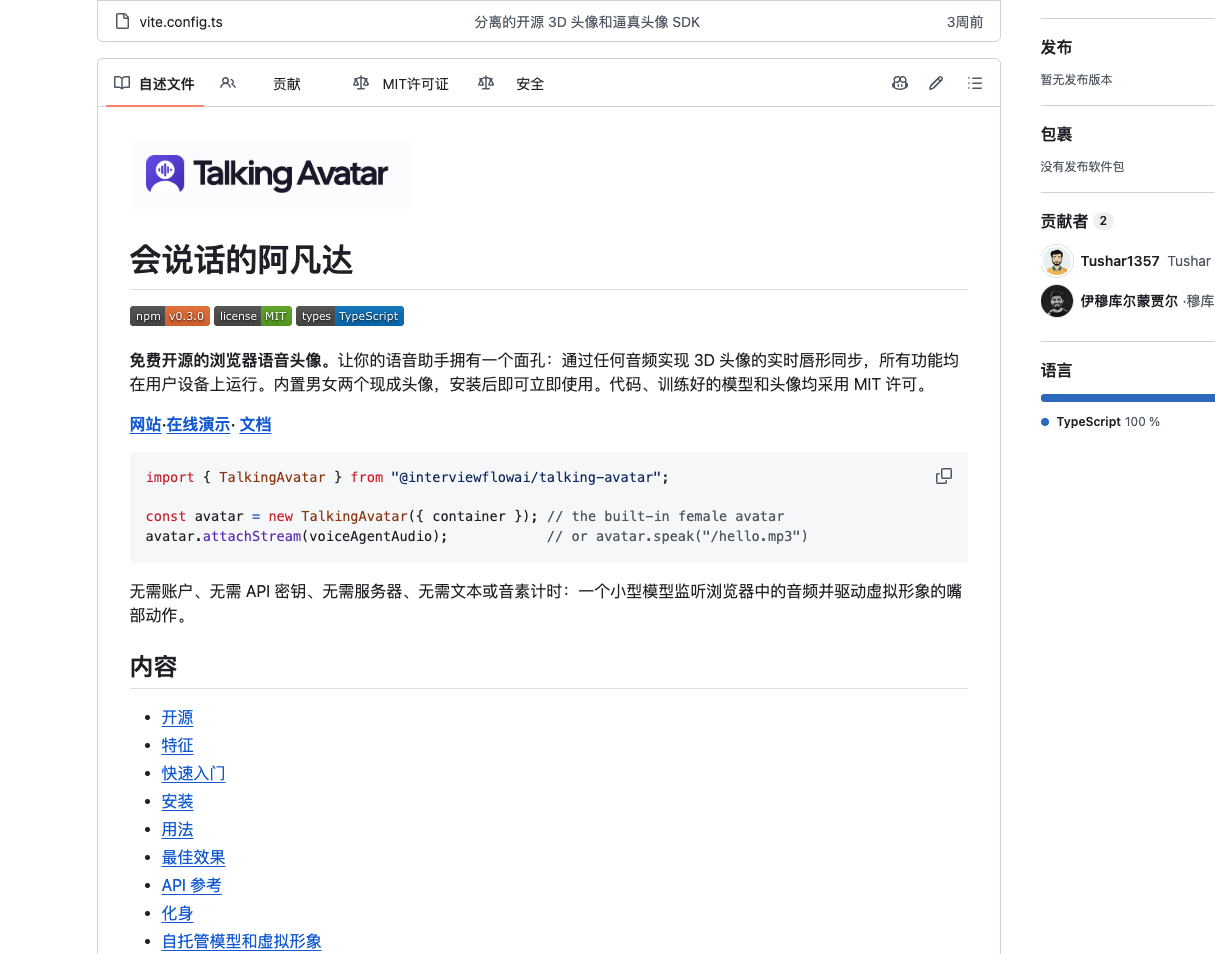 vite.config.ts 分离的开源 3D 头像和逼真头像 SDK 3周前
自述文件 贡献 MIT许可证 安全
Talking Avatar
会说话的阿凡达
npm v0.3.0 license MIT types TypeScript
免费开源的浏览器语音头像。让你的语音助手拥有一个面孔：通过任何音频实现 3D 头像的实时唇形同步，所有功能均
在用户设备上运行。内置男女两个现成头像，安装后即可立即使用。代码、训练好的模型和头像均采用 MIT 许可。
网站·在线演示· 文档
import { TalkingAvatar } from "@interviewflowai/talking-avatar";
const avatar = new TalkingAvatar({ container }); // the built-in female avatar
avatar.attachStream(voiceAgentAudio); // or avatar.speak("/hello.mp3")
无需账户、无需 API 密钥、无需服务器、无需文本或音素计时：一个小型模型监听浏览器中的音频并驱动虚拟形象的嘴
部动作。
内容
开源
特征
快速入门
安装
用法
最佳效果
API 参考
化身
自托管模型和虚拟形象
发布
暂无发布版本
包裹
没有发布软件包
贡献者 2
Tushar1357 Tushar
伊穆库尔蒙贾尔 ·穆库
语言
TypeScript 100 %